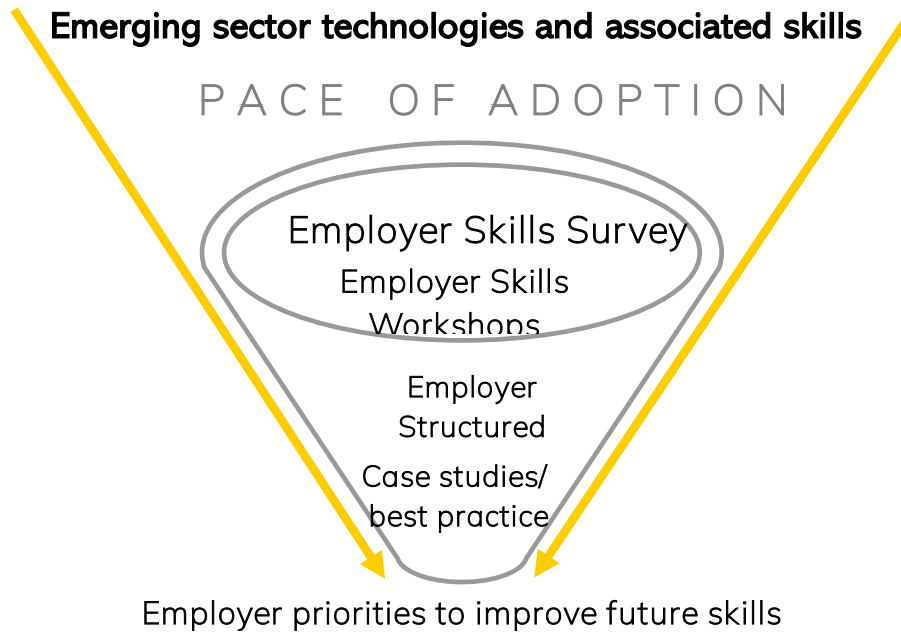 Emerging sector technologies and associated skills
PACE OF ADOPTION
Employer Skills Survey
Employer Skills
Workshops
Employer
Structured
Case studies/
best practice
Employer priorities to improve future skills